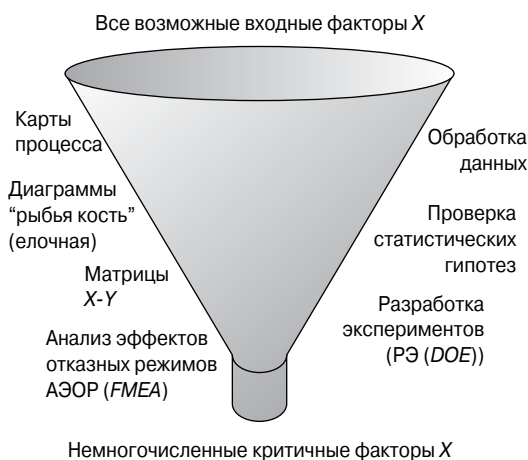 Все возможные входные факторы X
Карты
процесса
Диаграммы
“рыбья кость”
(елочная)
Матрицы
X-Y
Анализ эффектов
отказных режимов
АЭОР (FMEA)
Обработка
данных
Проверка
статистических
гипотез
Разработка
экспериментов
(РЭ (DOE))
Немногочисленные критичные факторы X